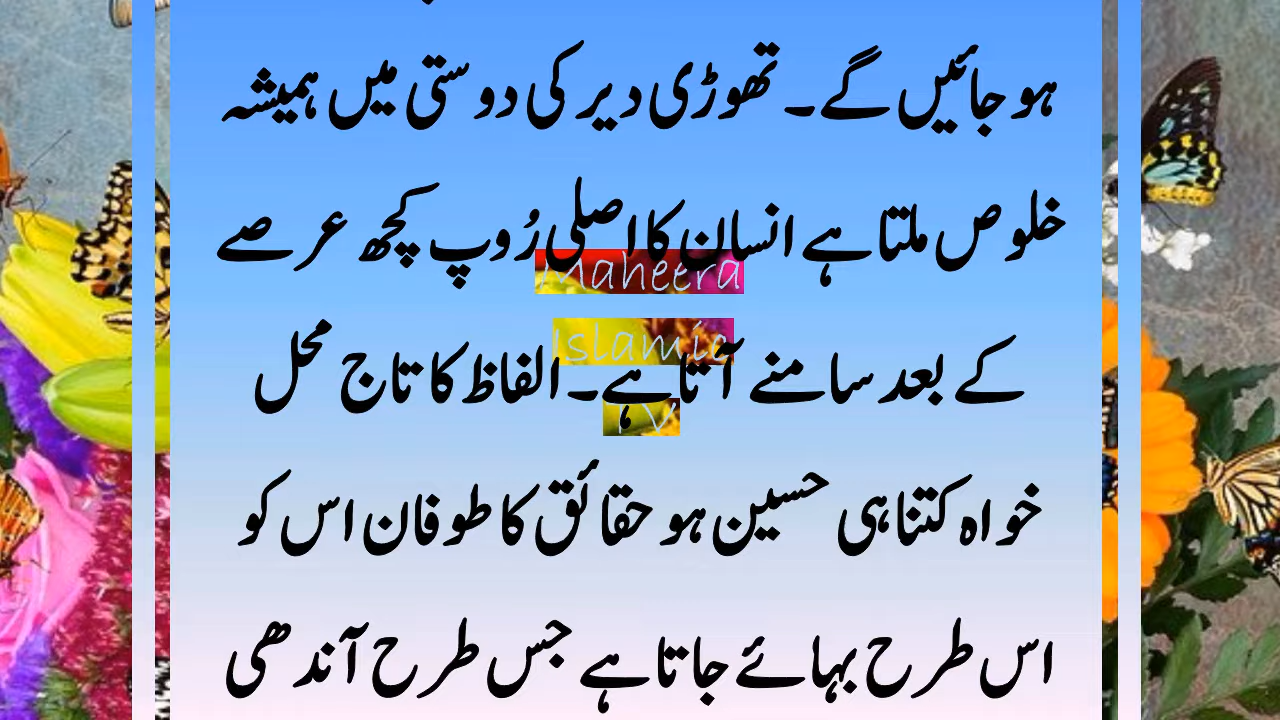 ہو جائیں گے۔ تھوڑی دیر کی دوستی میں ہمیشہ
خلوص ملتا ہے انسان کا اصلی رُوپ کچھ عرصے
Maheera
Islamic
کے بعد سامنے آتا ہے۔ الفاظ کا تاج محل
TV
خواہ کتنا ہی حسین ہو حقائق کا طوفان اس کو
اس طرح بہائے جاتا ہے جس طرح آندھی